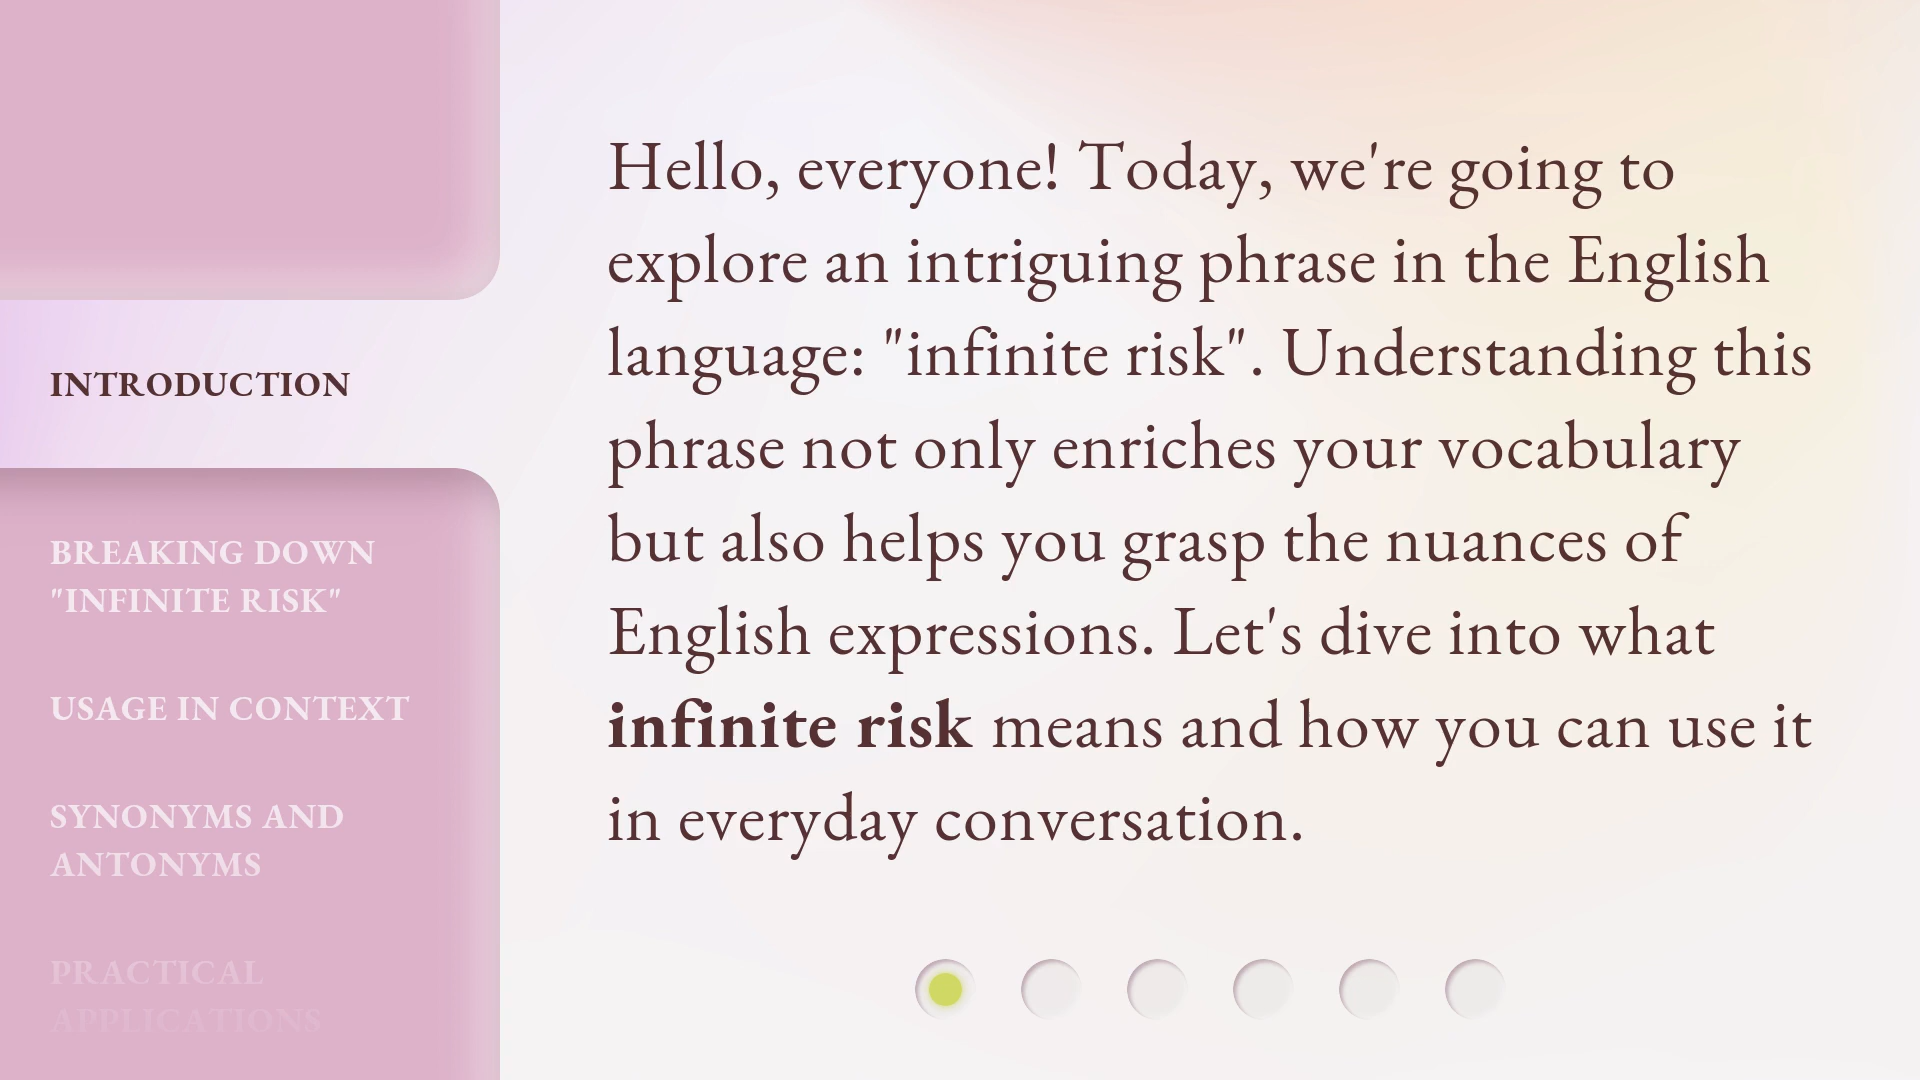 INTRODUCTION
BREAKING DOWN
"INFINITE RISK"
USAGE IN CONTEXT
SYNONYMS AND
ANTONYMS
PRACTICAL
APPLICATIONS
Hello, everyone! Today, we're going to
explore an intriguing phrase in the English
language: "infinite risk". Understanding this
phrase not only enriches your vocabulary
but also helps you grasp the nuances of
English expressions. Let's dive into what
infinite risk means and how you can use it
in everyday conversation.